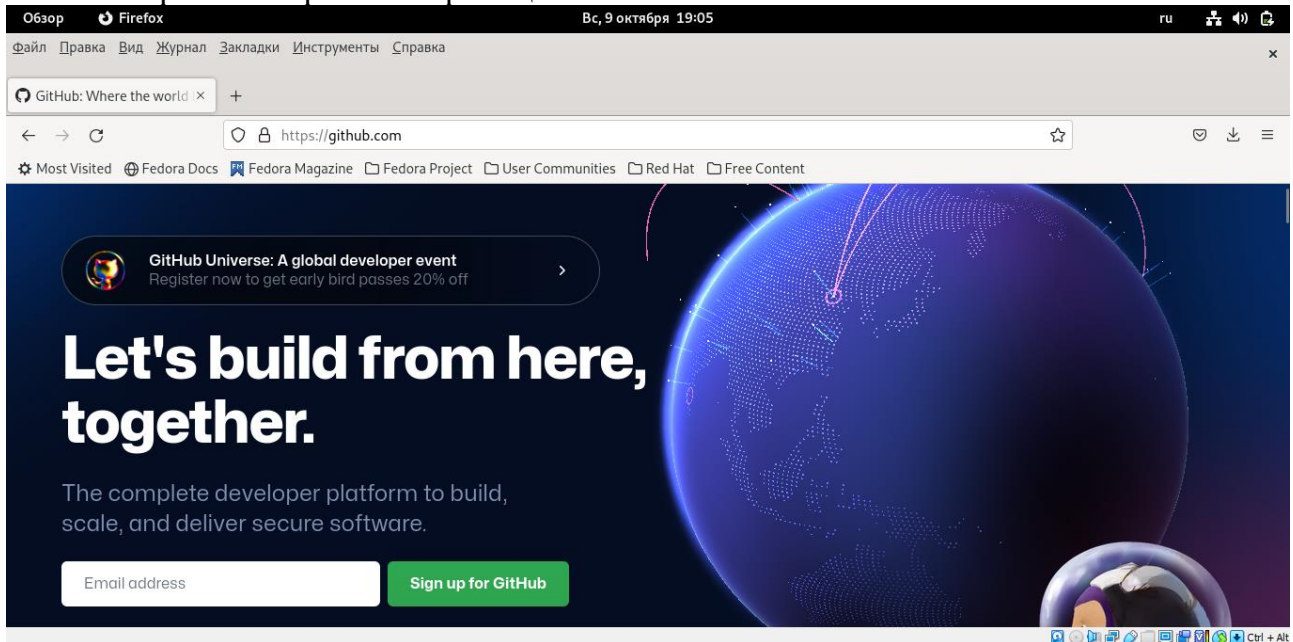 Обзор Firefox Вс, 9 октября 19:05 ru
Файл Правка Вид Журнал Закладки Инструменты Справка
GitHub: Where the world
https://github.com
Most Visited Fedora Docs Fedora Magazine Fedora Project User Communities Red Hat Free Content
GitHub Universe: A global developer event
Register now to get early bird passes 20% off
Let's build from here,
together.
The complete developer platform to build,
scale, and deliver secure software.
Email address Sign up for GitHub
Ctrl + Alt